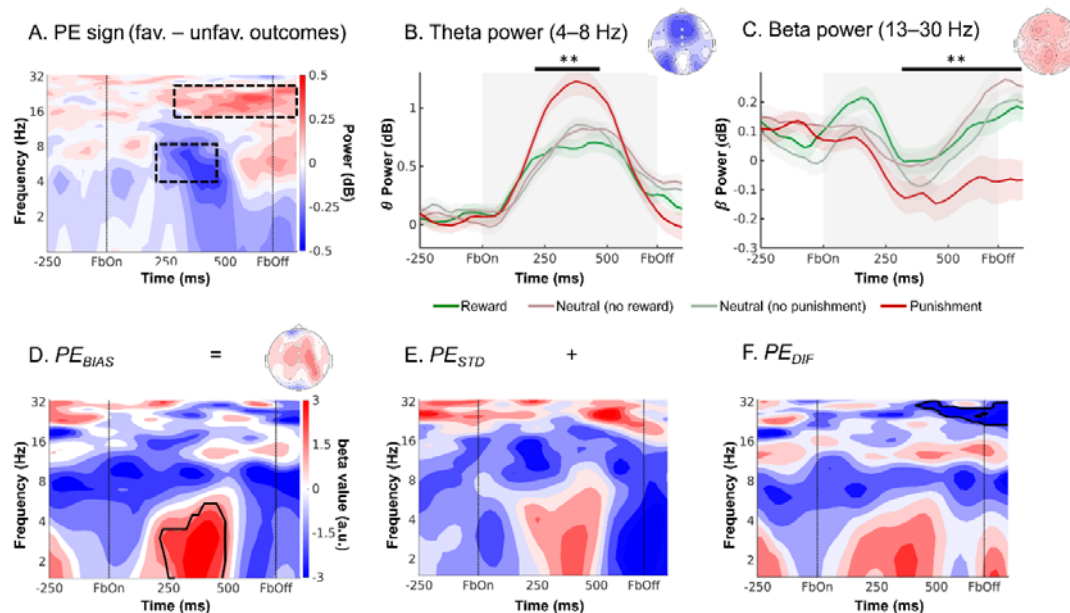 A. PE sign (fav. – unfav. outcomes)
32
16
8
4
2
Frequency (Hz)
-250 FbOn 250 500 FbOff
Time (ms)
0.5
0.25
0
-0.25
-0.5
Power (dB)
B. Theta power (4–8 Hz)
**
1
0.5
0
θ Power (dB)
-250 FbOn 250 500 FbOff
Time (ms)
C. Beta power (13–30 Hz)
**
0.2
0.1
0
-0.1
-0.3
β Power (dB)
-250 FbOn 250 500 FbOff
Time (ms)
Reward Neutral (no reward) Neutral (no punishment) Punishment
D. PE_BIAS =
32
16
8
4
2
Frequency (Hz)
-250 FbOn 250 500 FbOff
Time (ms)
3
1.5
0
-1.5
-3
beta value (a.u.)
E. PE_STD +
32
16
8
4
2
Frequency (Hz)
-250 FbOn 250 500 FbOff
Time (ms)
F. PE_DIF
32
16
8
4
2
Frequency (Hz)
-250 FbOn 250 500 FbOff
Time (ms)